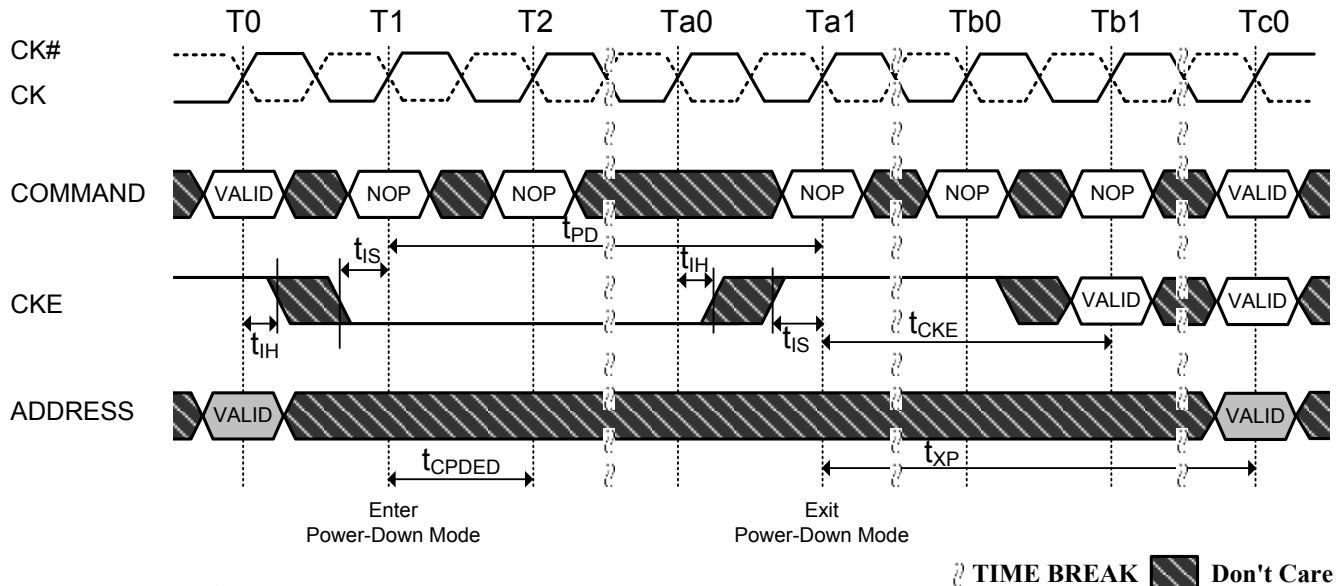 T0 T1 T2 Ta0 Ta1 Tb0 Tb1 Tc0
CK#
CK
COMMAND VALID NOP NOP NOP NOP NOP VALID
tPD
tIS tIH
CKE VALID VALID
tIH tIS tCKE
ADDRESS VALID VALID
tCPDED tXP
Enter
Power-Down Mode
Exit
Power-Down Mode
TIME BREAK Don't Care